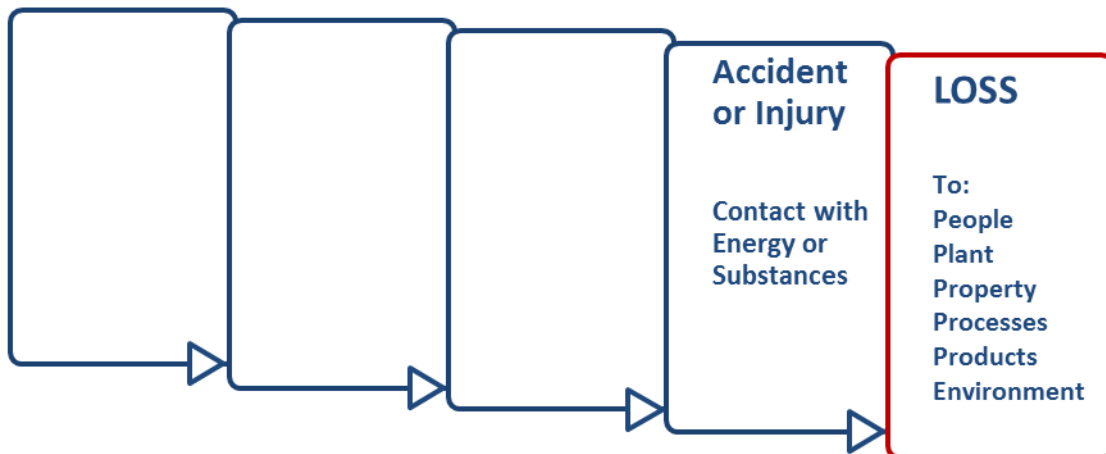 Accident
or Injury
Contact with
Energy or
Substances
LOSS
To:
People
Plant
Property
Processes
Products
Environment